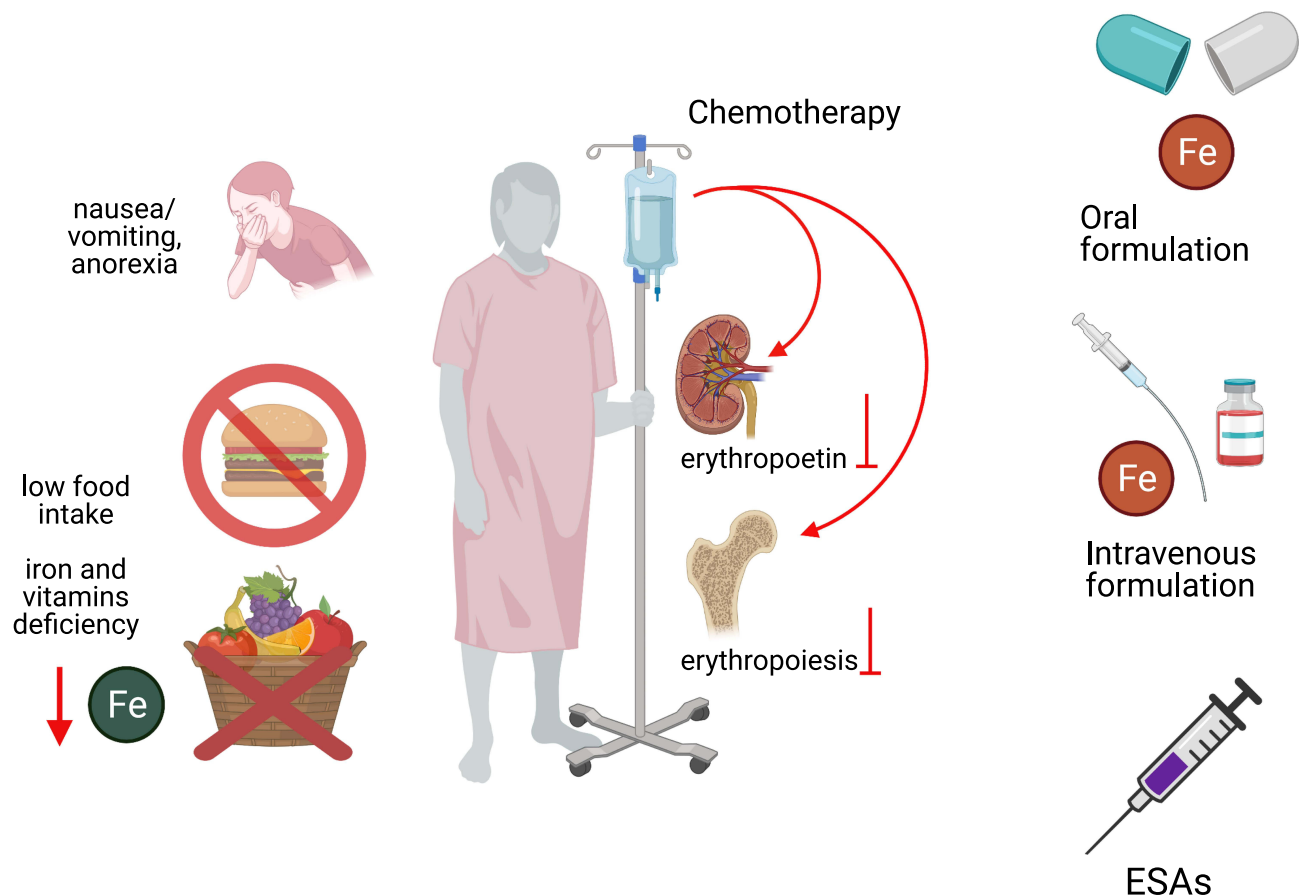 Chemotherapy
nausea/
vomiting,
anorexia
low food
intake
iron and
vitamins
deficiency
Fe
erythropoetin
erythropoiesis
Fe
Oral
formulation
Fe
Intravenous
formulation
ESAs